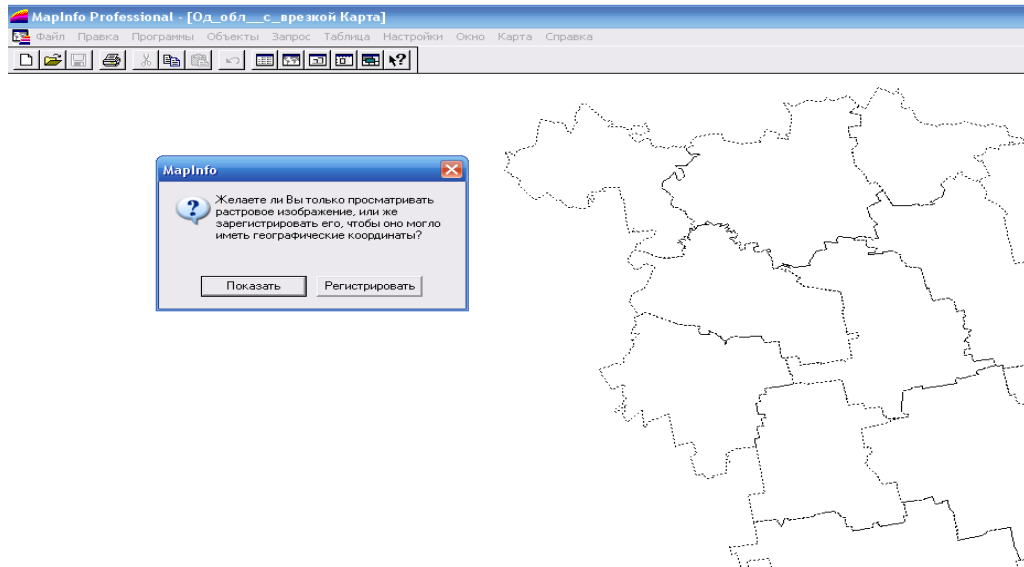 MapInfo Professional - [Од_обл__с_врезкой Карта]
Файл Правка Программы Объекты Запрос Таблица Настройки Окно Карта Справка
MapInfo
Желаете ли Вы только просматривать
растровое изображение, или же
зарегистрировать его, чтобы оно могло
иметь географические координаты?
Показать Регистрировать